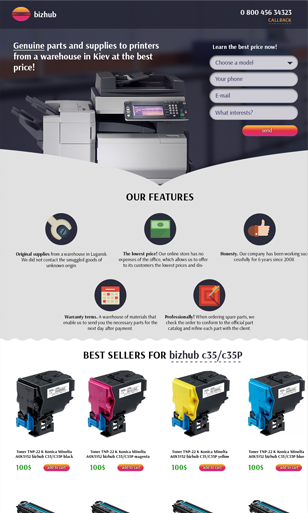 bizhub
0 800 456 34323
CALLBACK
Genuine parts and supplies to printers
from a warehouse in Kiev at the best
price!
Learn the best price now!
Choose a model
Your phone
E-mail
What interests?
send
OUR FEATURES
Original supplies from a warehouse in Lugansk.
We did not contact the smuggled goods of
unknown origin
The lowest price! Our online store has no
expenses of the office, which allows us to offer
to its customers the lowest prices and dis-
Honesty. Our company has been working suc-
cessfully for 6 years since 2008.
Warranty terms. A warehouse of materials that
enable us to send you the necessary parts for the
next day after payment.
Professionally! When ordering spare parts, we
check the order to conform to the official part
catalog and refine each part with the client
BEST SELLERS FOR bizhub c35/c35P
Toner TNP-22 K Konica Minolta
A0X5152 bizhub C35/C35P black
100$
add to cart
Toner TNP-22 K Konica Minolta
A0X5152 bizhub C35/C35P magenta
100$
add to cart
Toner TNP-22 K Konica Minolta
A0X5152 bizhub C35/C35P yellow
100$
add to cart
Toner TNP-22 K Konica Minolta
A0X5152 bizhub C35/C35P blue
100$
add to cart